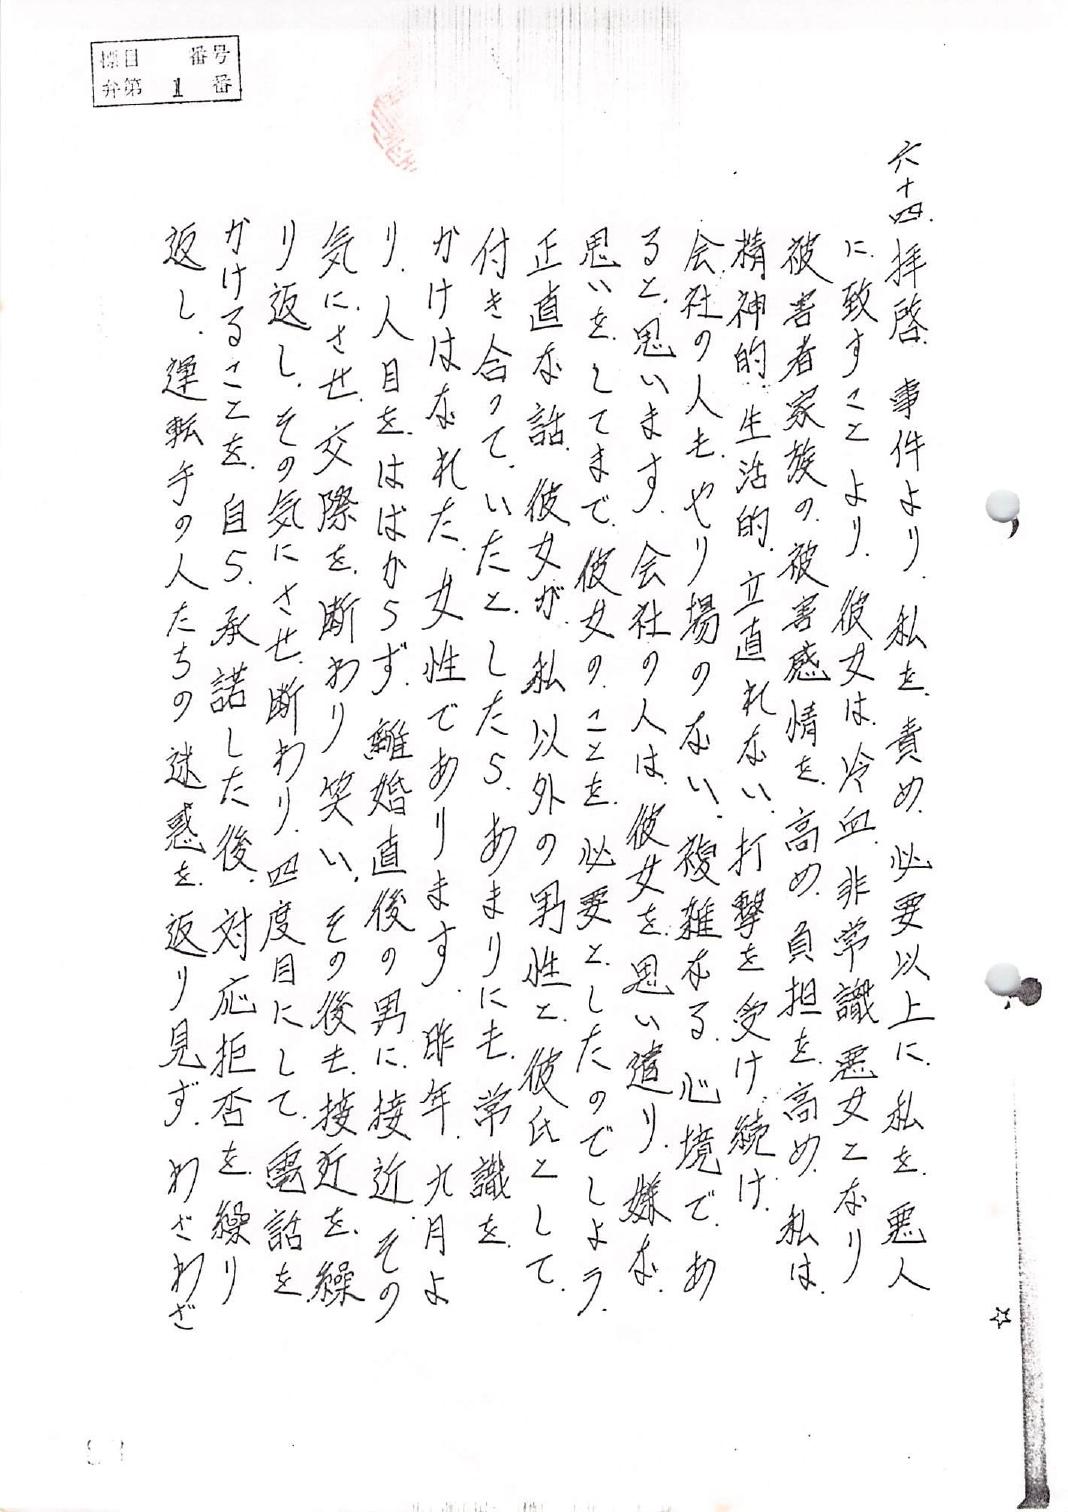 標目 番号
弁第 1 番
六十四.拝啓.事件より.私を.責め.必要以上に.私を.悪人
に.致すことより.彼女は.冷血.非常識悪女となり
被害者家族の.被害感情を.高め.負担を.高め.私は.
精神的.生活的.立直れない.打撃を受け.続け.
会社の人も.やり場のない.複雑なる心境で.あ
ると.思います.会社の人は.彼女を.思い遣り.嫌な.
思いを.してまで.彼女の.ことを.必要と.したのでしょう.
正直な話.彼女が.私以外の男性と.彼氏として.
付き合って.いたと.したら.あまりにも.常識を.
かけはなれた.女性であります.昨年.九月よ
り.人目を.はばからず.離婚直後の男に.接近.その
気に.させ.交際を.断わり笑い.その後も.接近を.繰
り返し.その気に.させ.断わり.四度目にして.電話を.
かけることを.自ら.承諾した後.対応拒否を.繰り
返し.運転手の人たちの迷惑を.返り見ず.わざわざ
☆